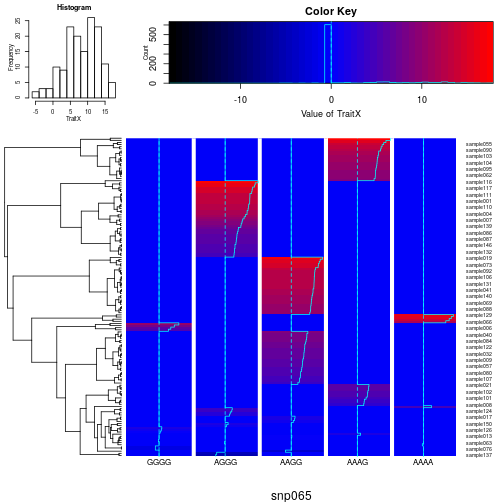 Histogram
Frequency
0
5
10
15
20
25
-5
0
5
10
15
TraitX
Color Key
Count
0
200
500
-10
0
10
Value of TraitX
sample055
sample090
sample103
sample104
sample095
sample062
sample116
sample117
sample111
sample001
sample110
sample004
sample007
sample139
sample086
sample087
sample146
sample132
sample019
sample073
sample092
sample106
sample131
sample041
sample140
sample069
sample088
sample129
sample066
sample006
sample040
sample084
sample122
sample032
sample009
sample057
sample080
sample107
sample021
sample102
sample101
sample008
sample124
sample017
sample150
sample126
sample013
sample063
sample076
sample137
GGGG
AGGG
AAGG
AAAG
AAAA
snp065